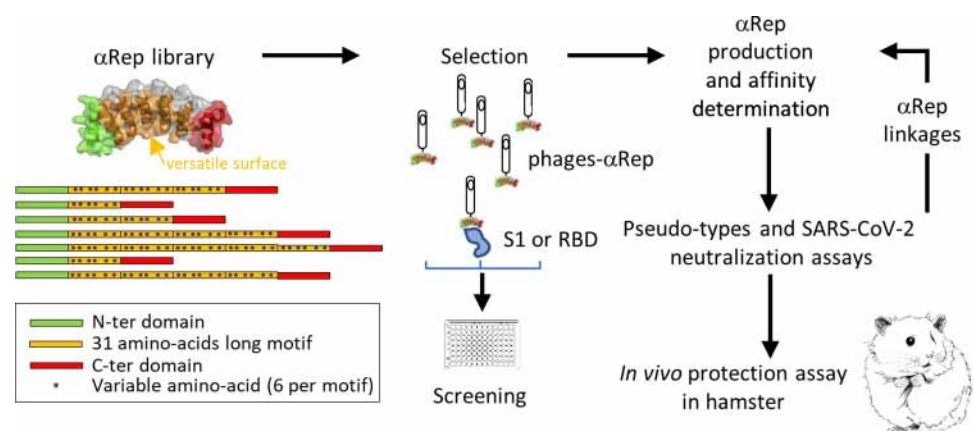 αRep library
versatile surface
N-ter domain
31 amino-acids long motif
C-ter domain
* Variable amino-acid (6 per motif)
Selection
phages-αRep
S1 or RBD
Screening
αRep
production
and affinity
determination
αRep
linkages
Pseudo-types and SARS-CoV-2
neutralization assays
In vivo protection assay
in hamster